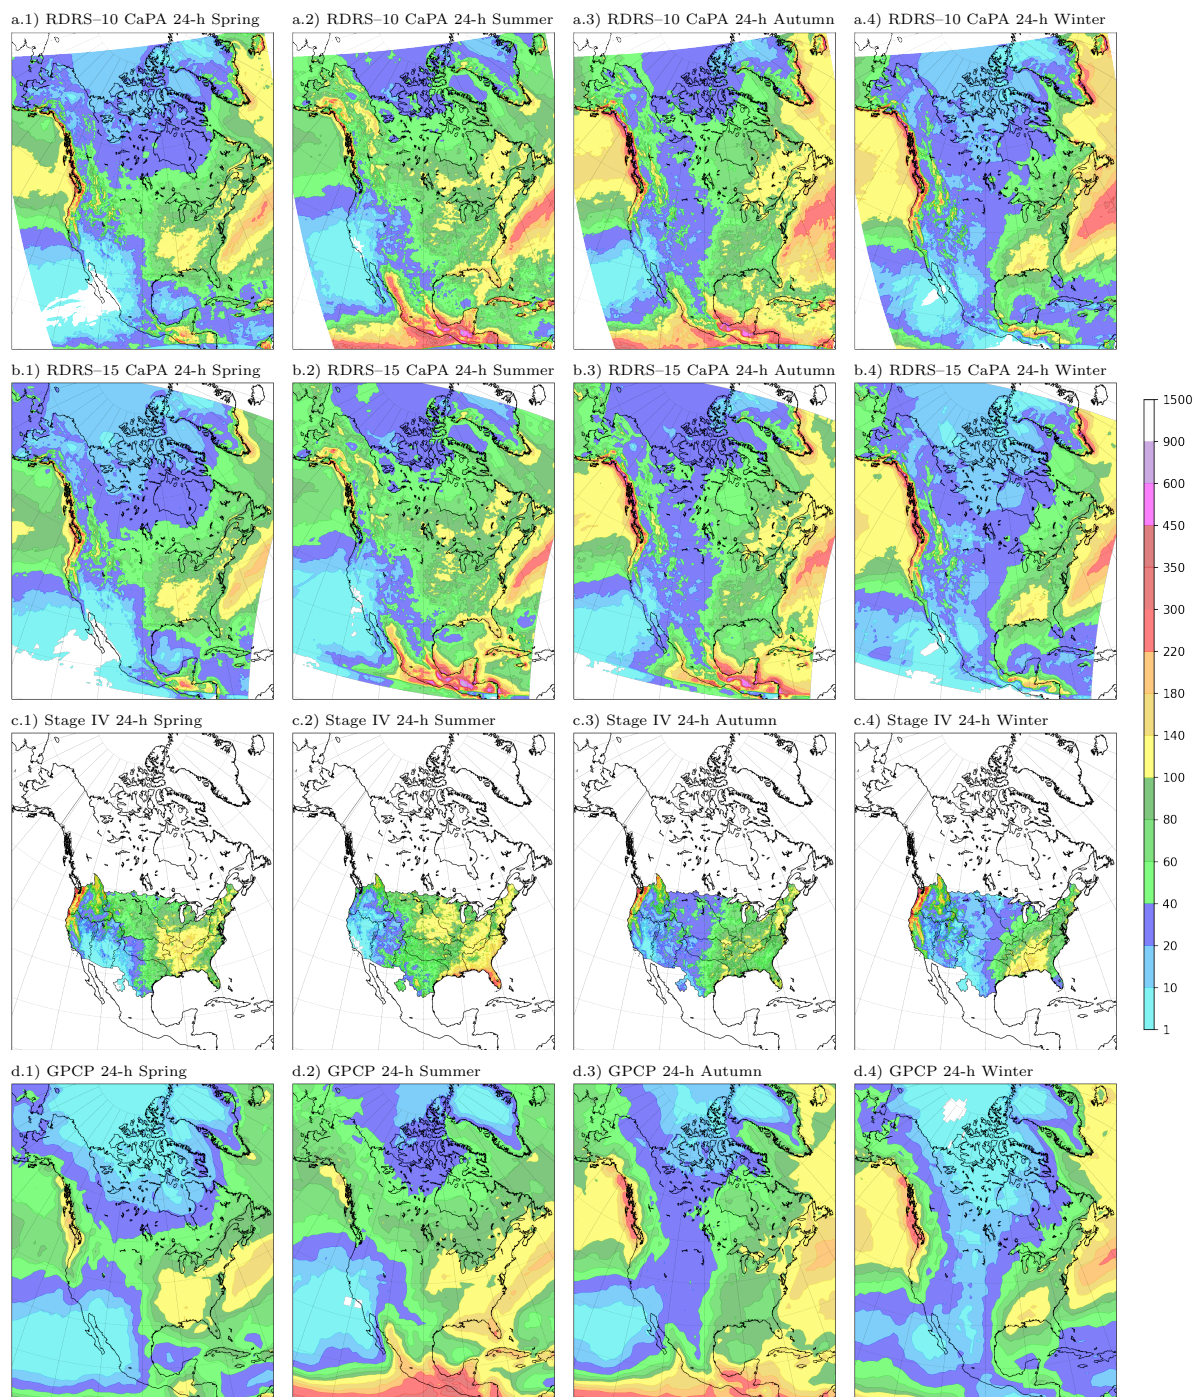 a.1) RDRS–10 CaPA 24-h Spring
a.2) RDRS–10 CaPA 24-h Summer
a.3) RDRS–10 CaPA 24-h Autumn
a.4) RDRS–10 CaPA 24-h Winter
b.1) RDRS–15 CaPA 24-h Spring
b.2) RDRS–15 CaPA 24-h Summer
b.3) RDRS–15 CaPA 24-h Autumn
b.4) RDRS–15 CaPA 24-h Winter
1500
900
600
450
350
300
220
180
140
100
80
60
40
20
10
1
c.1) Stage IV 24-h Spring
c.2) Stage IV 24-h Summer
c.3) Stage IV 24-h Autumn
c.4) Stage IV 24-h Winter
d.1) GPCP 24-h Spring
d.2) GPCP 24-h Summer
d.3) GPCP 24-h Autumn
d.4) GPCP 24-h Winter